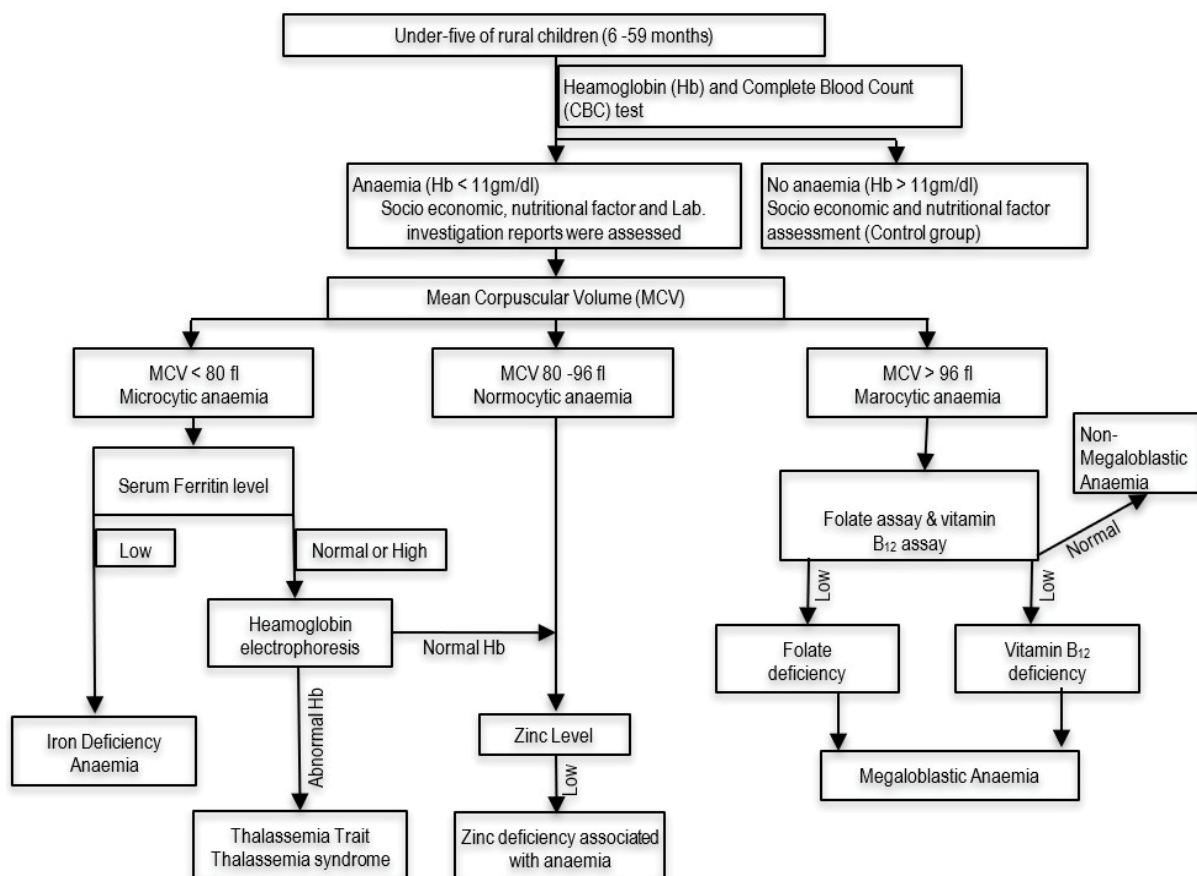 Under-five of rural children (6 -59 months)
Heamoglobin (Hb) and Complete Blood Count
(CBC) test
Anaemia (Hb < 11gm/dl)
Socio economic, nutritional factor and Lab.
investigation reports were assessed
No anaemia (Hb > 11gm/dl)
Socio economic and nutritional factor
assessment (Control group)
Mean Corpuscular Volume (MCV)
MCV < 80 fl
Microcytic anaemia
MCV 80 -96 fl
Normocytic anaemia
MCV > 96 fl
Marocytic anaemia
Non-
Megaloblastic
Anaemia
Serum Ferritin level
Folate assay & vitamin
B₁₂ assay
Normal
Low
Normal or High
Low
Low
Heamoglobin
electrophoresis
Normal Hb
Folate
deficiency
Vitamin B₁₂
deficiency
Abnormal Hb
Iron Deficiency
Anaemia
Zinc Level
Low
Megaloblastic Anaemia
Thalassemia Trait
Thalassemia syndrome
Zinc deficiency associated
with anaemia